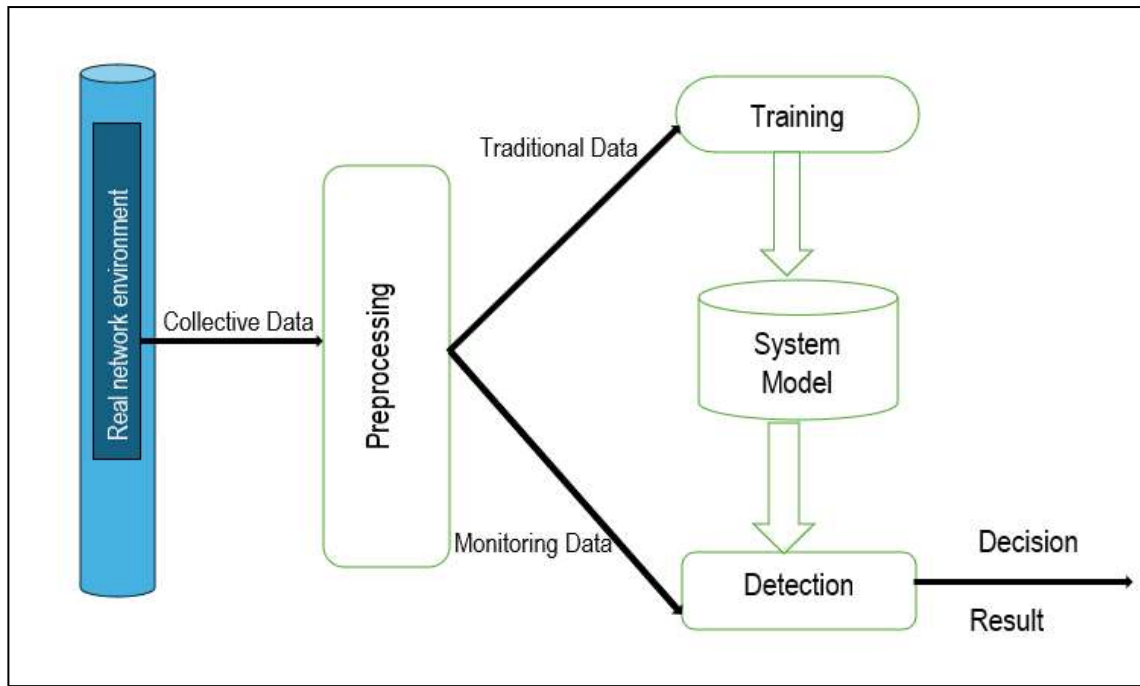 Real network environment
Collective Data
Preprocessing
Traditional Data
Monitoring Data
Training
System
Model
Detection
Decision
Result